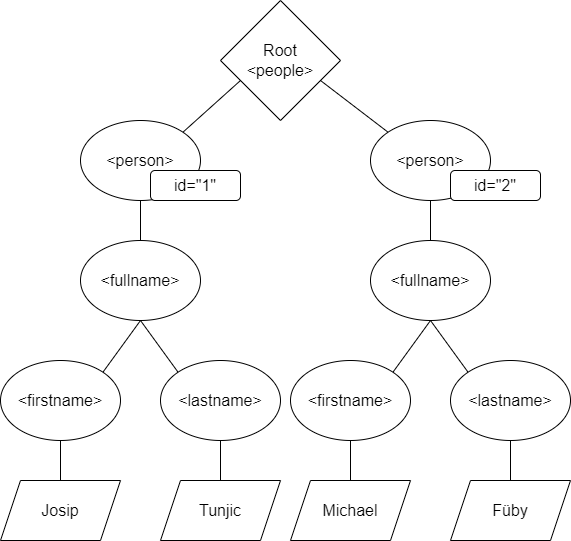 Root
<people>
<person>
<person>
id="1"
id="2"
<fullname>
<fullname>
<firstname>
<lastname>
<firstname>
<lastname>
Josip
Tunjic
Michael
Füby